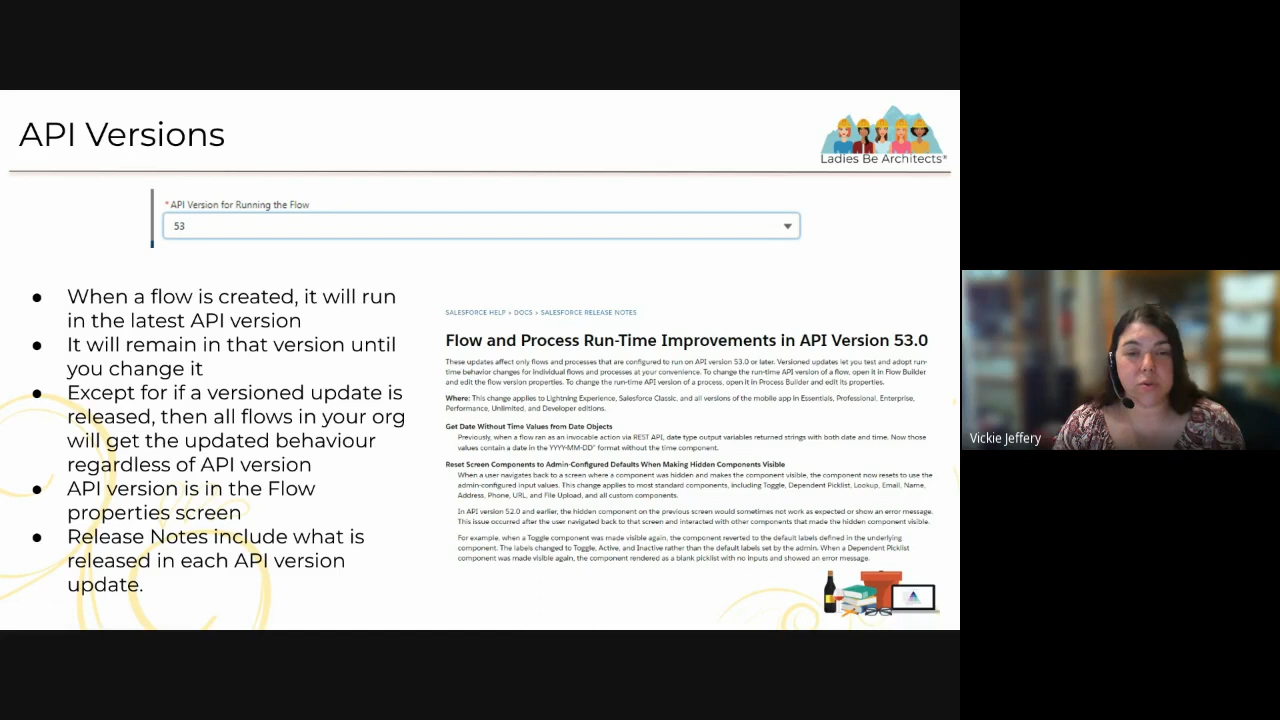 API Versions
Ladies Be Architects*
* API Version for Running the Flow
53
● When a flow is created, it will run
in the latest API version
● It will remain in that version until
you change it
● Except for if a versioned update is
released, then all flows in your org
will get the updated behaviour
regardless of API version
● API version is in the Flow
properties screen
● Release Notes include what is
released in each API version
update.
SALESFORCE HELP > DOCS > SALESFORCE RELEASE NOTES
Flow and Process Run-Time Improvements in API Version 53.0
These updates affect only flows and processes that are configured to run on API version 53.0 or later. Versioned updates let you test and adopt run-
time behavior changes for individual flows and processes at your convenience. To change the run-time API version of a flow, open it in Flow Builder
and edit the flow version properties. To change the run-time API version of a process, open it in Process Builder and edit its properties.
Where: This change applies to Lightning Experience, Salesforce Classic, and all versions of the mobile app in Essentials, Professional, Enterprise,
Performance, Unlimited, and Developer editions.
Get Date Without Time Values from Date Objects
Previously, when a flow ran as an invocable action via REST API, date type output variables returned strings with both date and time. Now those
values contain a date in the YYYY-MM-DD" format without the time component.
Reset Screen Components to Admin-Configured Defaults When Making Hidden Components Visible
When a user navigates back to a screen where a component was hidden and makes the component visible, the component now resets to use the
admin-configured input values. This change applies to most standard components, including Toggle, Dependent Picklist, Lookup, Email, Name,
Address, Phone, URL, and File Upload, and all custom components.
In API version 52.0 and earlier, the hidden component on the previous screen would sometimes not work as expected or show an error message.
This issue occurred after the user navigated back to that screen and interacted with other components that made the hidden component visible.
For example, when a Toggle component was made visible again, the component reverted to the default labels defined in the underlying
component. The labels changed to Toggle, Active, and Inactive rather than the default labels set by the admin. When a Dependent Picklist
component was made visible again, the component rendered as a blank picklist with no inputs and showed an error message.
Vickie Jeffery